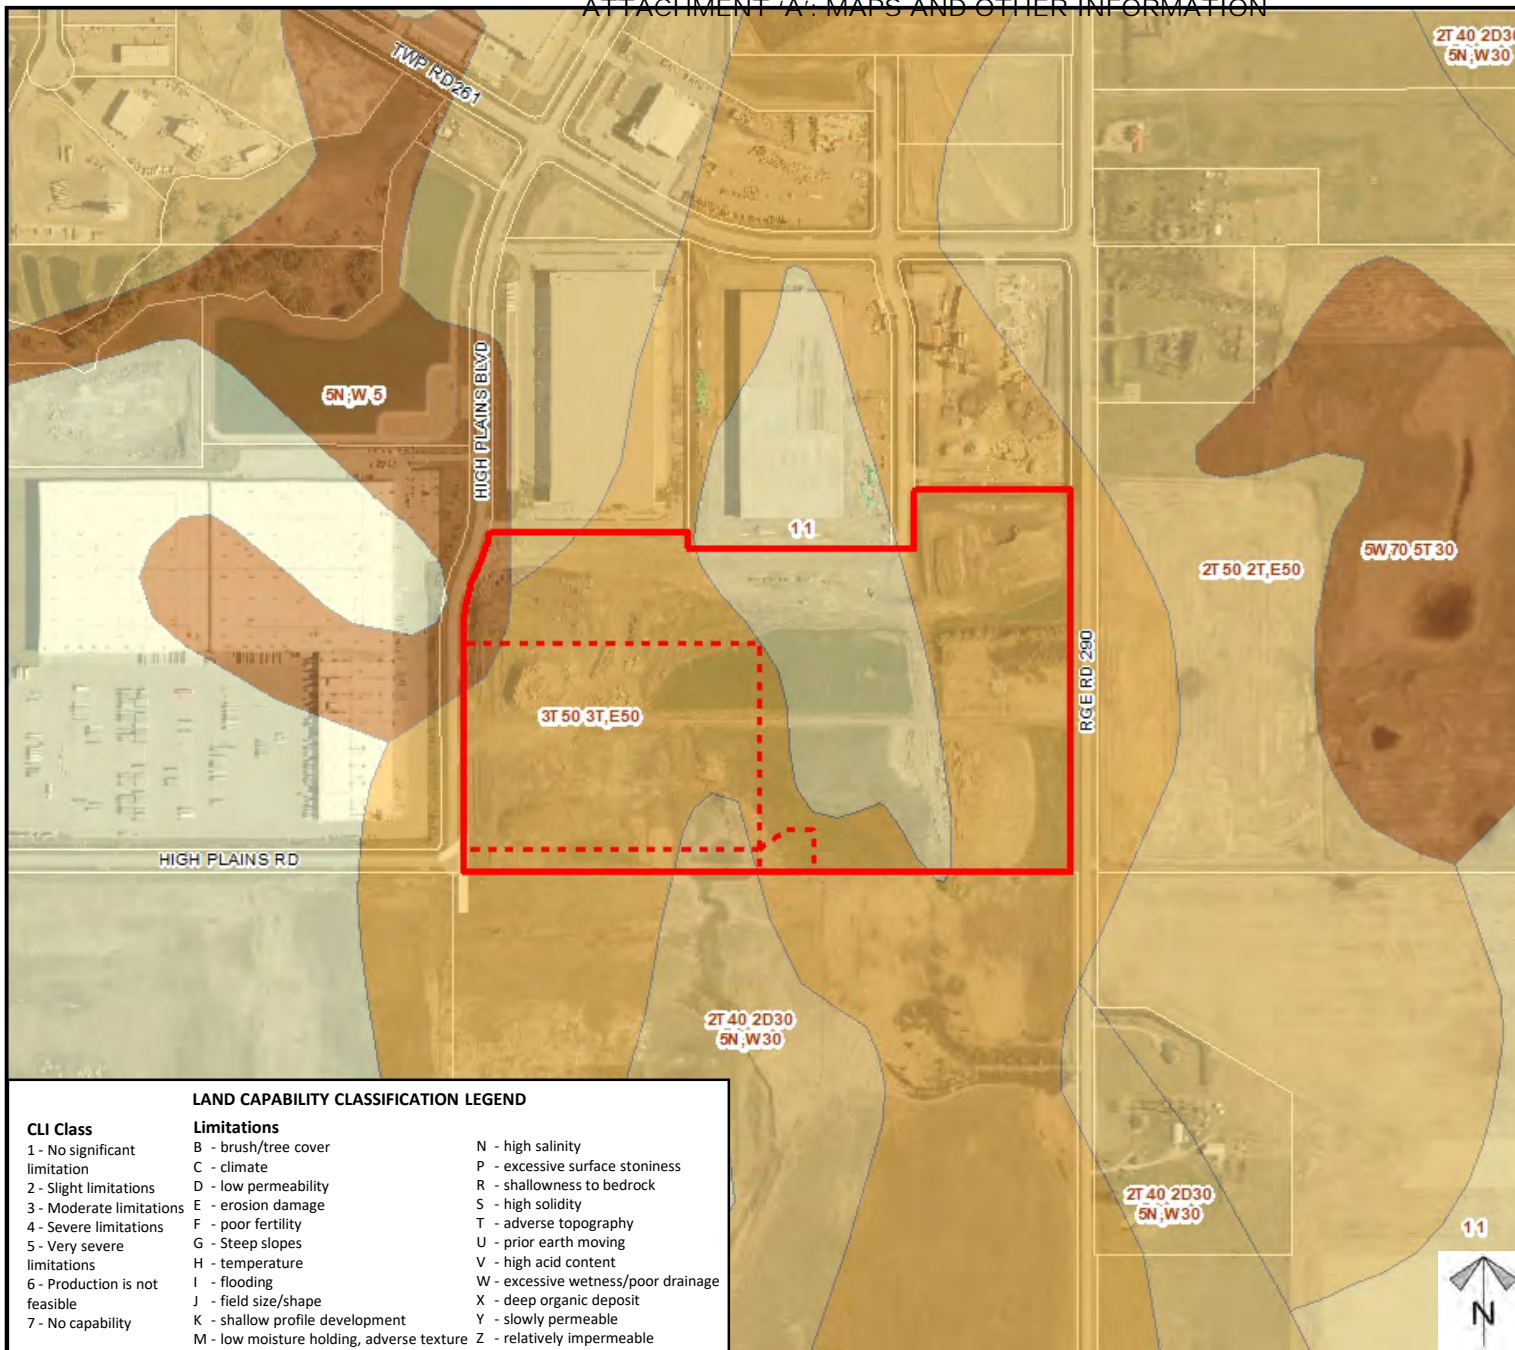 ATTACHMENT 'A': MAPS AND OTHER INFORMATION
2T 40 2D30
5N,W30
TWP RD261
HIGH PLAINS BLVD
5N,W 5
1 1
2T 50 2T,E50
5W 70 5T 30
3T 50 3T,E50
RGE RD 290
HIGH PLAINS RD
2T 40 2D30
5N,W30
2T 40 2D30
5N,W30
1 1
N
LAND CAPABILITY CLASSIFICATION LEGEND
CLI Class
1 - No significant
limitation
2 - Slight limitations
3 - Moderate limitations
4 - Severe limitations
5 - Very severe
limitations
6 - Production is not
feasible
7 - No capability
Limitations
B - brush/tree cover
C - climate
D - low permeability
E - erosion damage
F - poor fertility
G - Steep slopes
H - temperature
I - flooding
J - field size/shape
K - shallow profile development
M - low moisture holding, adverse texture
N - high salinity
P - excessive surface stoniness
R - shallowness to bedrock
S - high solidity
T - adverse topography
U - prior earth moving
V - high acid content
W - excessive wetness/poor drainage
X - deep organic deposit
Y - slowly permeable
Z - relatively impermeable